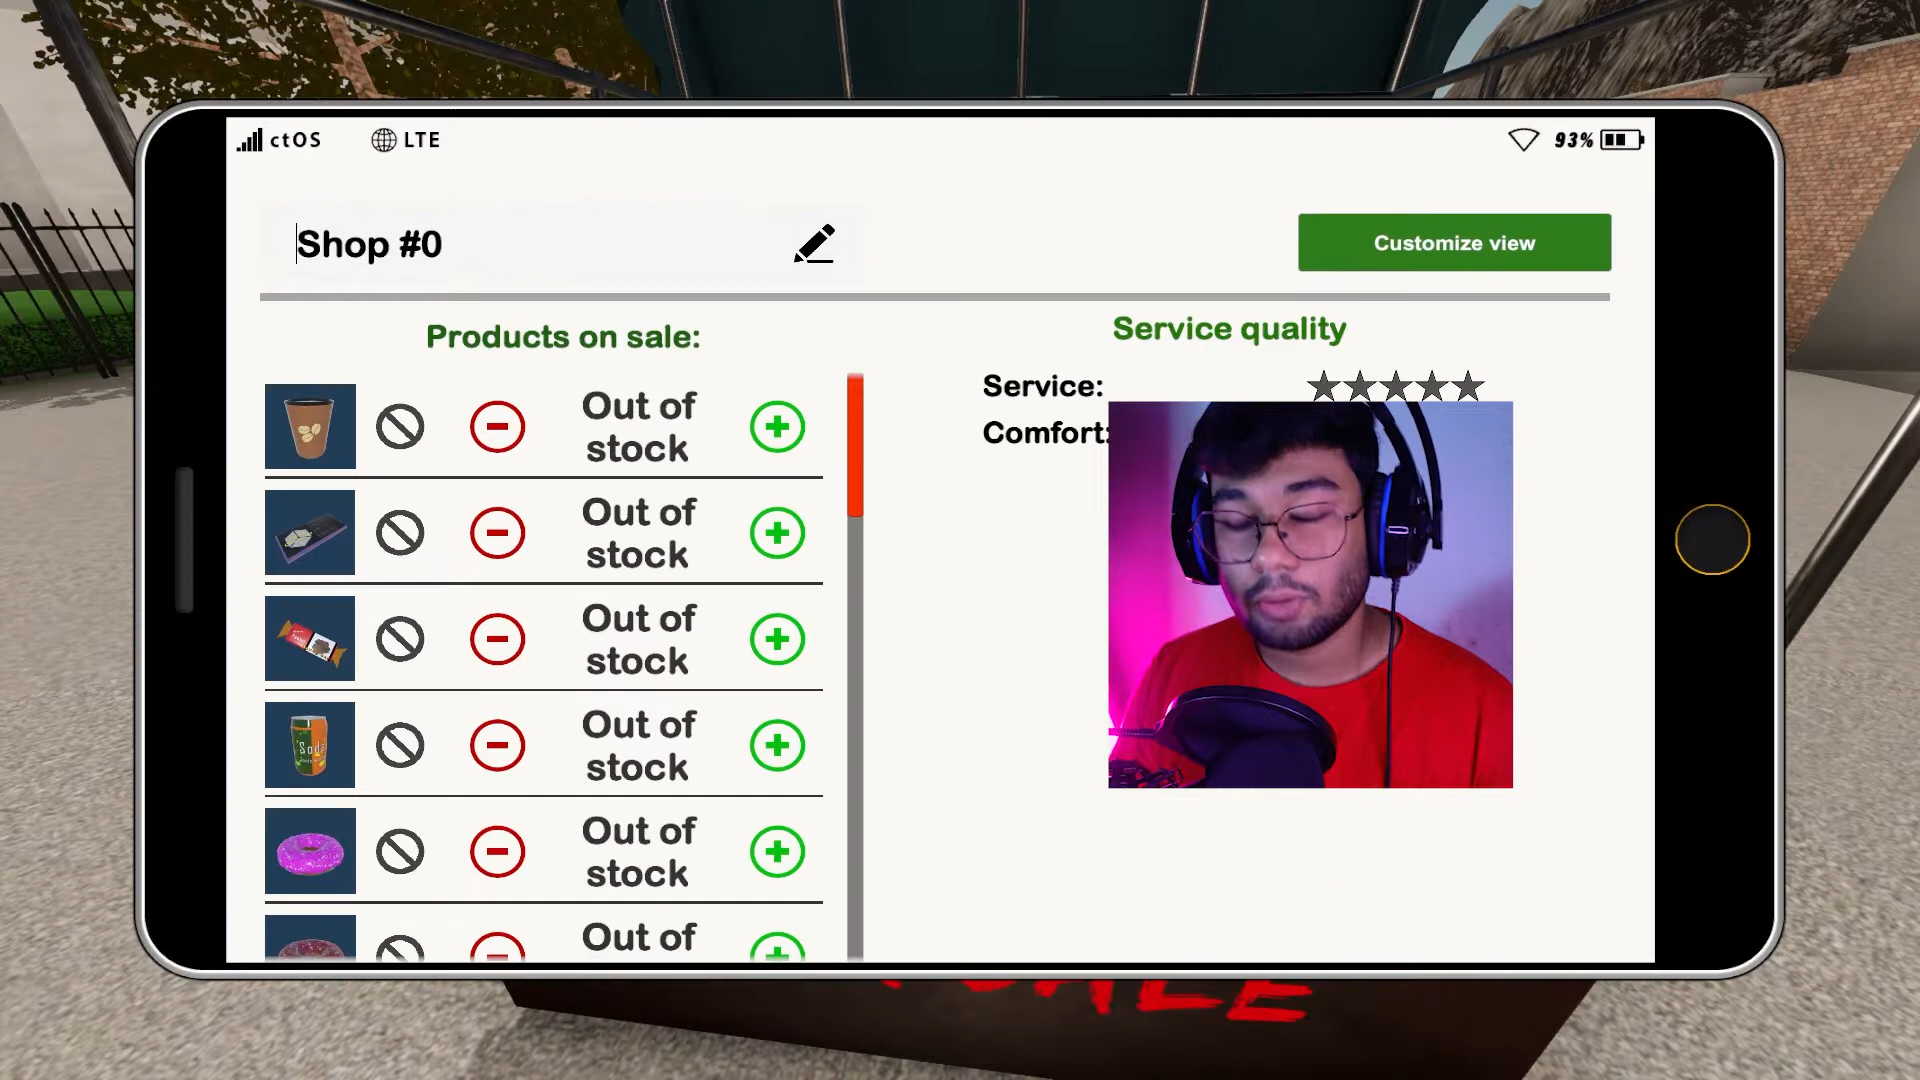 ctOS LTE 93%
Shop #0
Customize view
Products on sale:
Service quality
Service:
Comfort:
Out of
stock
Out of
stock
Out of
stock
Out of
stock
Soda
Out of
stock
Out of